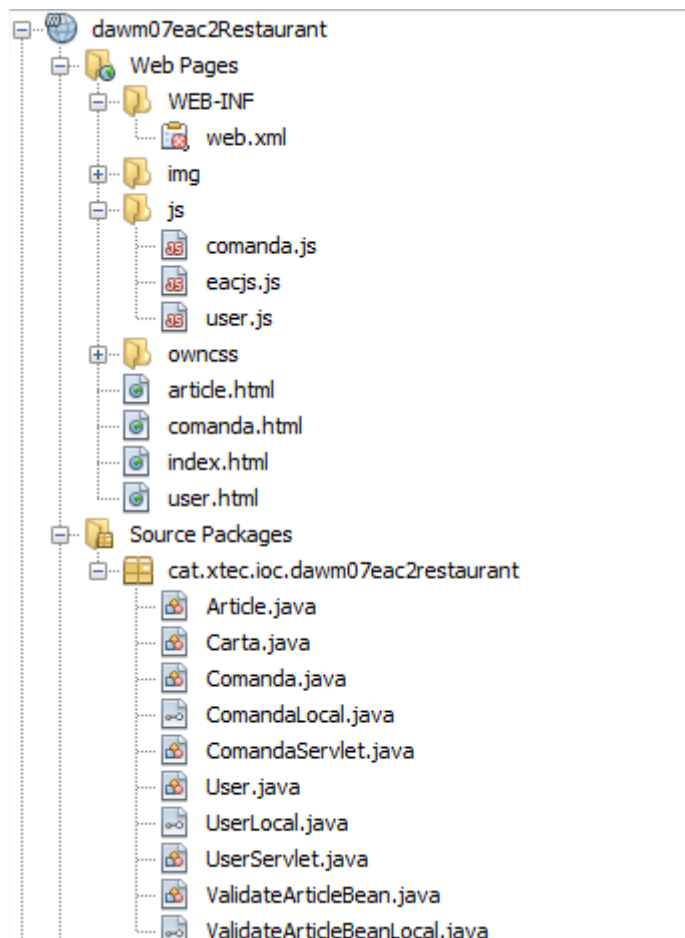 dawm07eac2Restaurant
Web Pages
WEB-INF
web.xml
img
js
comanda.js
eacjs.js
user.js
owncss
article.html
comanda.html
index.html
user.html
Source Packages
cat.xtec.ioc.dawm07eac2restaurant
Article.java
Carta.java
Comanda.java
ComandaLocal.java
ComandaServlet.java
User.java
UserLocal.java
UserServlet.java
ValidateArticleBean.java
ValidateArticleBeanLocal.java